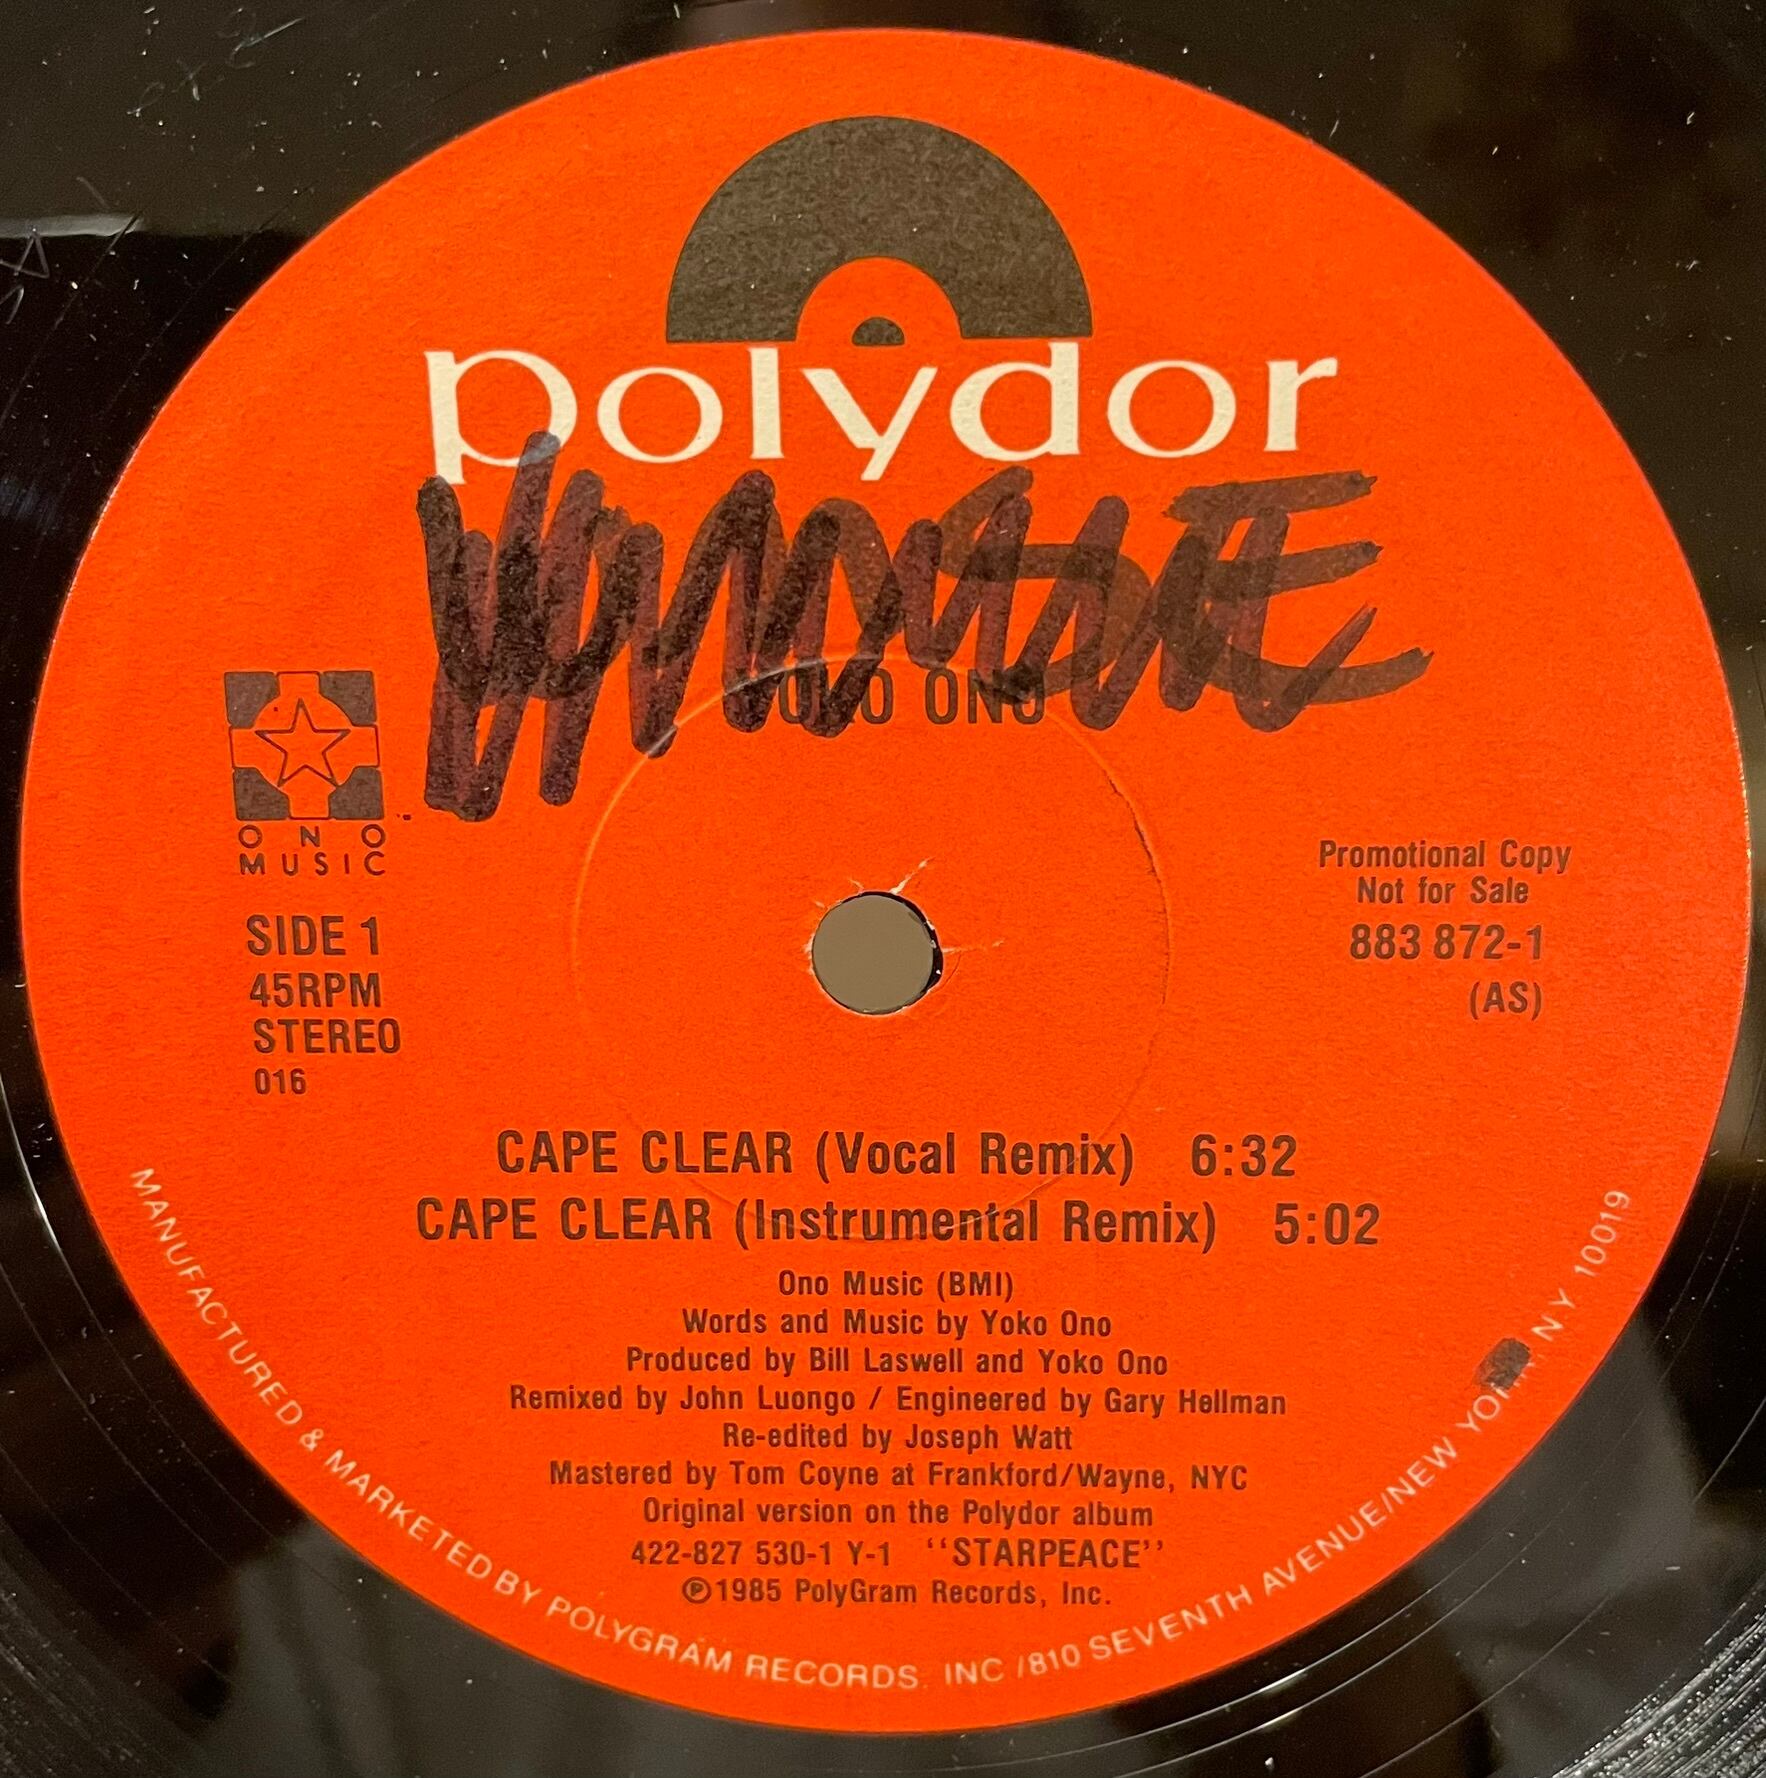 polydor
YOKO ONO
ONO
MUSIC
SIDE 1
45RPM
STEREO
016
Promotional Copy
Not for Sale
883 872-1
(AS)
CAPE CLEAR (Vocal Remix) 6:32
CAPE CLEAR (Instrumental Remix) 5:02
Ono Music (BMI)
Words and Music by Yoko Ono
Produced by Bill Laswell and Yoko Ono
Remixed by John Luongo / Engineered by Gary Hellman
Re-edited by Joseph Watt
Mastered by Tom Coyne at Frankford/Wayne, NYC
Original version on the Polydor album
422-827 530-1 Y-1 ‘‘STARPEACE’’
Ⓟ1985 PolyGram Records, Inc.
MANUFACTURED & MARKETED BY POLYGRAM RECORDS. INC /810 SEVENTH AVENUE/NEW YORK, N Y 10019